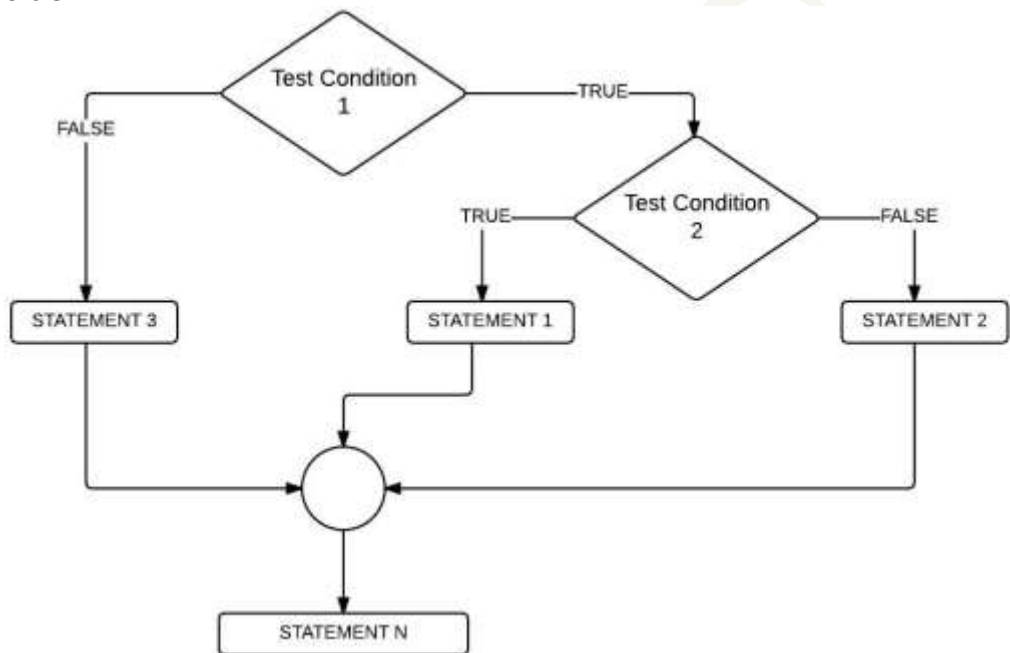 Test Condition
1
TRUE
FALSE
Test Condition
2
TRUE
FALSE
STATEMENT 3
STATEMENT 1
STATEMENT 2
STATEMENT N